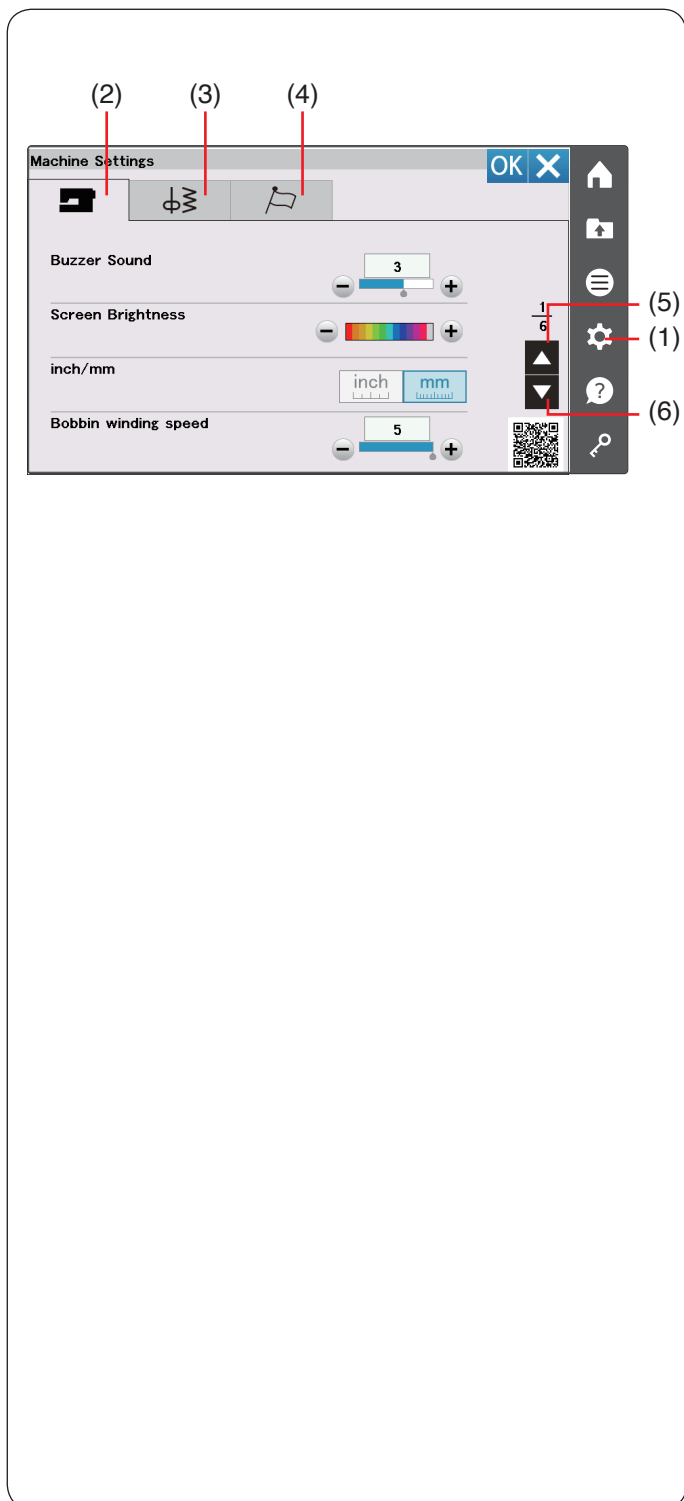 (2) (3) (4)
Machine Settings OK
Buzzer Sound 3
Screen Brightness
1
6
(5)
(1)
inch/mm inch mm
?
(6)
Bobbin winding speed 5